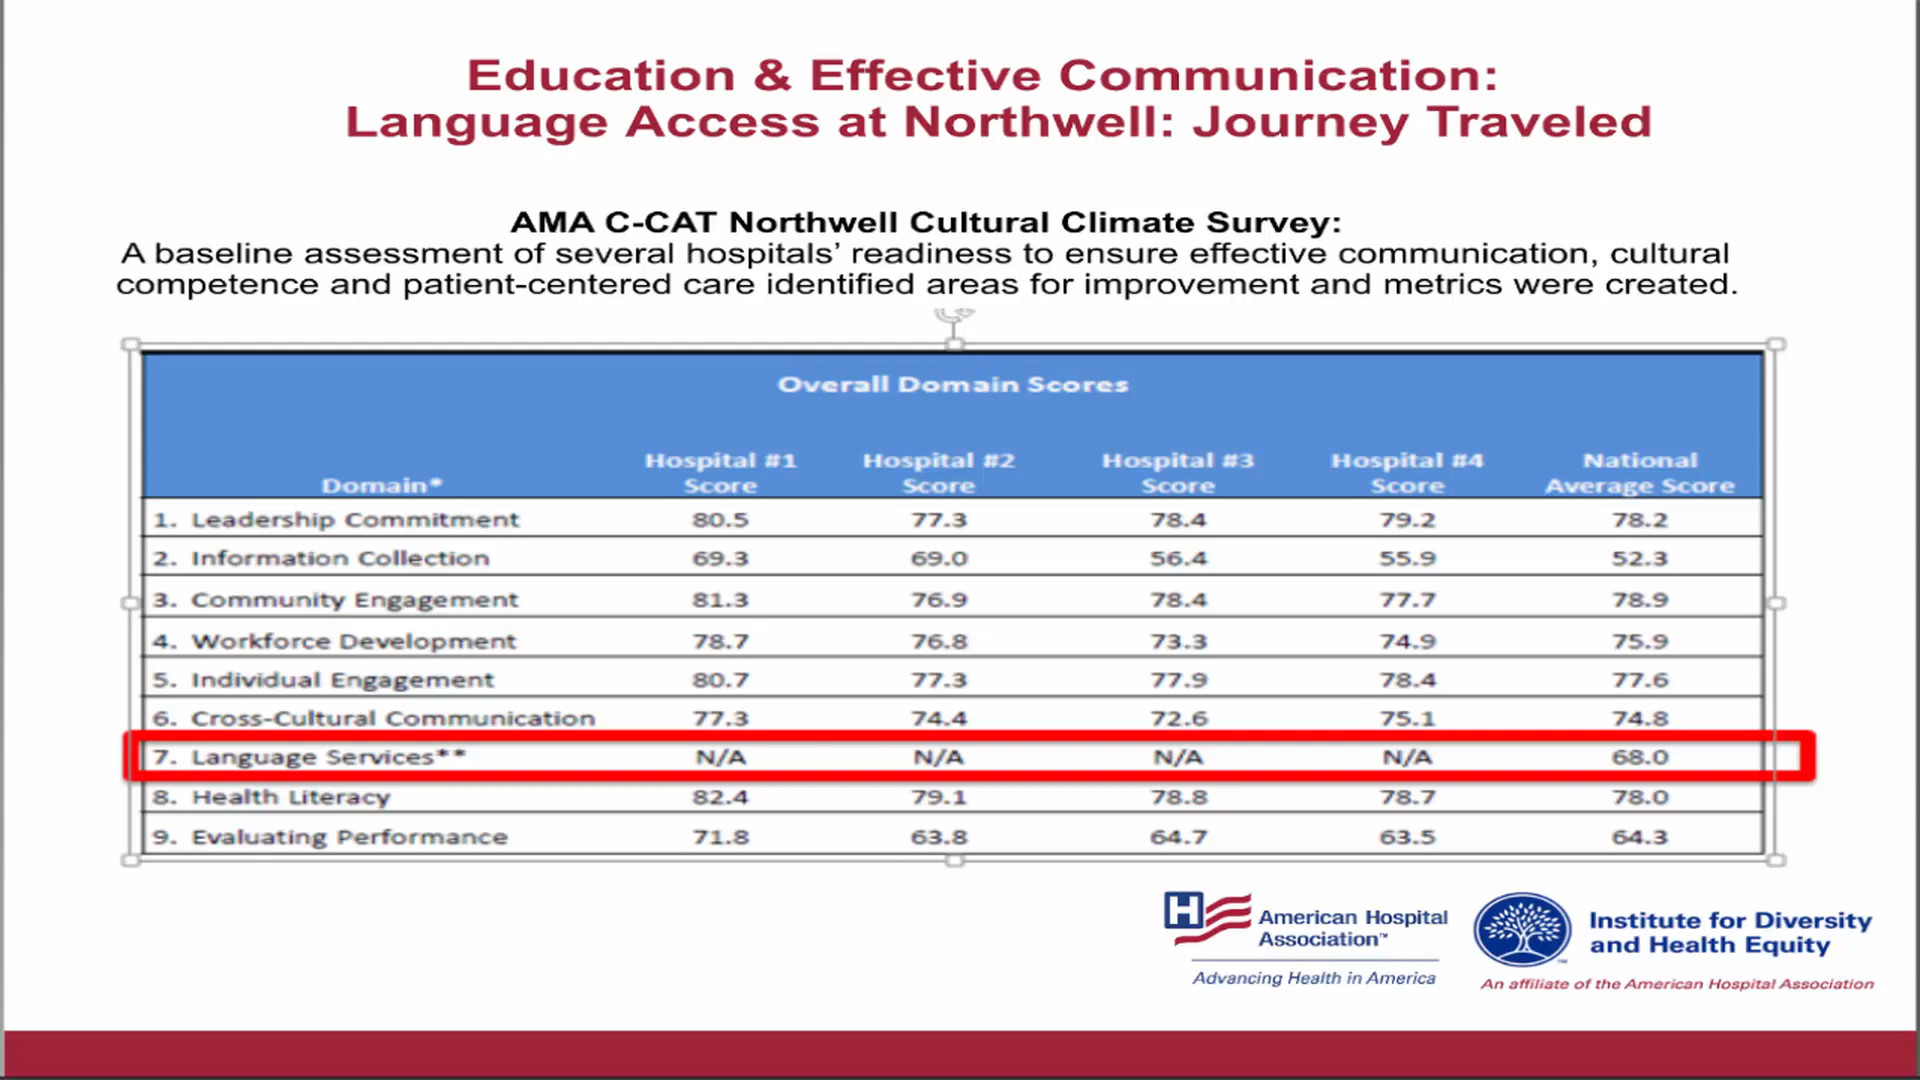 Education & Effective Communication:
Language Access at Northwell: Journey Traveled
AMA C-CAT Northwell Cultural Climate Survey:
A baseline assessment of several hospitals’ readiness to ensure effective communication, cultural
competence and patient-centered care identified areas for improvement and metrics were created.
Overall Domain Scores
Domain* Hospital #1 Score Hospital #2 Score Hospital #3 Score Hospital #4 Score National Average Score
1. Leadership Commitment 80.5 77.3 78.4 79.2 78.2
2. Information Collection 69.3 69.0 56.4 55.9 52.3
3. Community Engagement 81.3 76.9 78.4 77.7 78.9
4. Workforce Development 78.7 76.8 73.3 74.9 75.9
5. Individual Engagement 80.7 77.3 77.9 78.4 77.6
6. Cross-Cultural Communication 77.3 74.4 72.6 75.1 74.8
7. Language Services** N/A N/A N/A N/A 68.0
8. Health Literacy 82.4 79.1 78.8 78.7 78.0
9. Evaluating Performance 71.8 63.8 64.7 63.5 64.3
H American Hospital
Association™
Advancing Health in America
Institute for Diversity
and Health Equity
An affiliate of the American Hospital Association